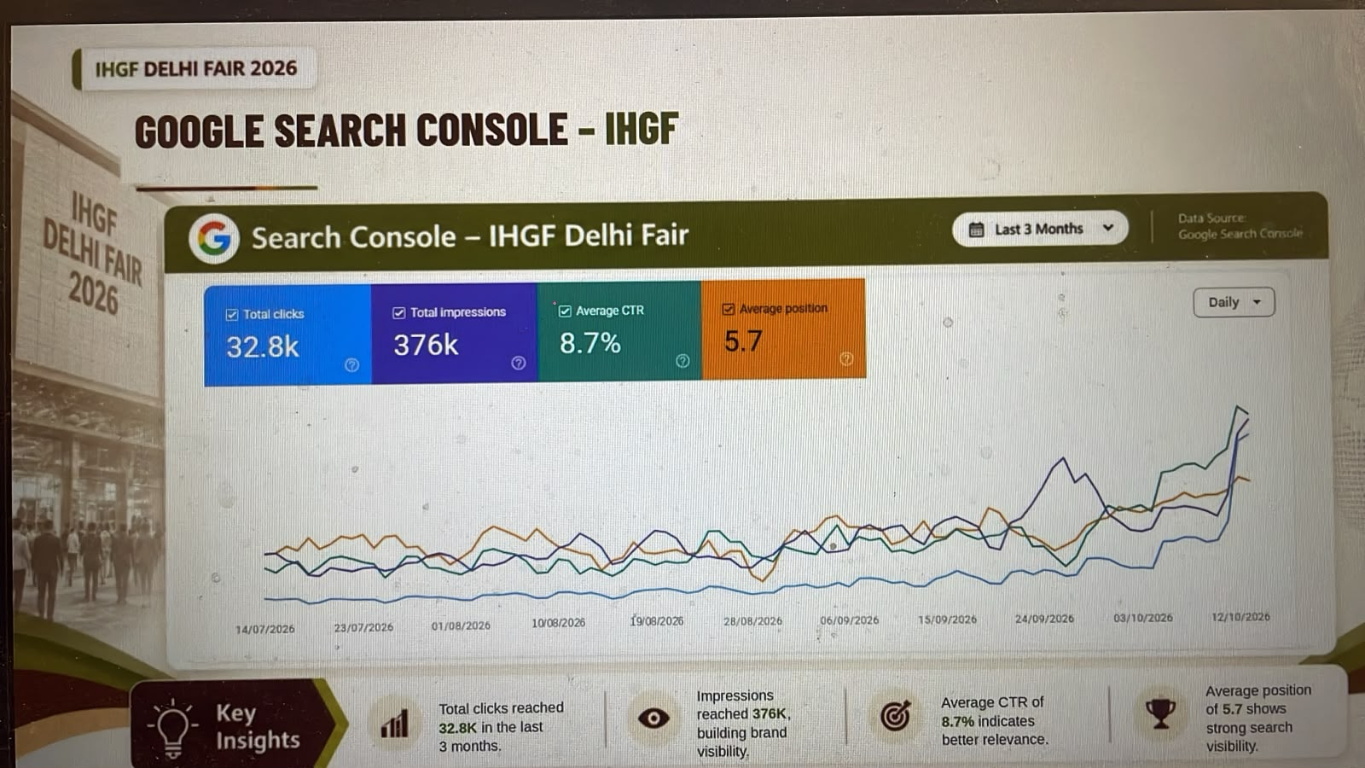 IHGF DELHI FAIR 2026
GOOGLE SEARCH CONSOLE – IHGF
IHGF
DELHI FAIR
2026
Search Console – IHGF Delhi Fair
Last 3 Months
Data Source:
Google Search Console
Total clicks
32.8k
Total impressions
376k
Average CTR
8.7%
Average position
5.7
Daily
14/07/2026 23/07/2026 01/08/2026 10/08/2026 19/08/2026 28/08/2026 06/09/2026 15/09/2026 24/09/2026 03/10/2026 12/10/2026
Key
Insights
Total clicks reached
32.8K in the last
3 months.
Impressions
reached 376K,
building brand
visibility.
Average CTR of
8.7% indicates
better relevance.
Average position
of 5.7 shows
strong search
visibility.